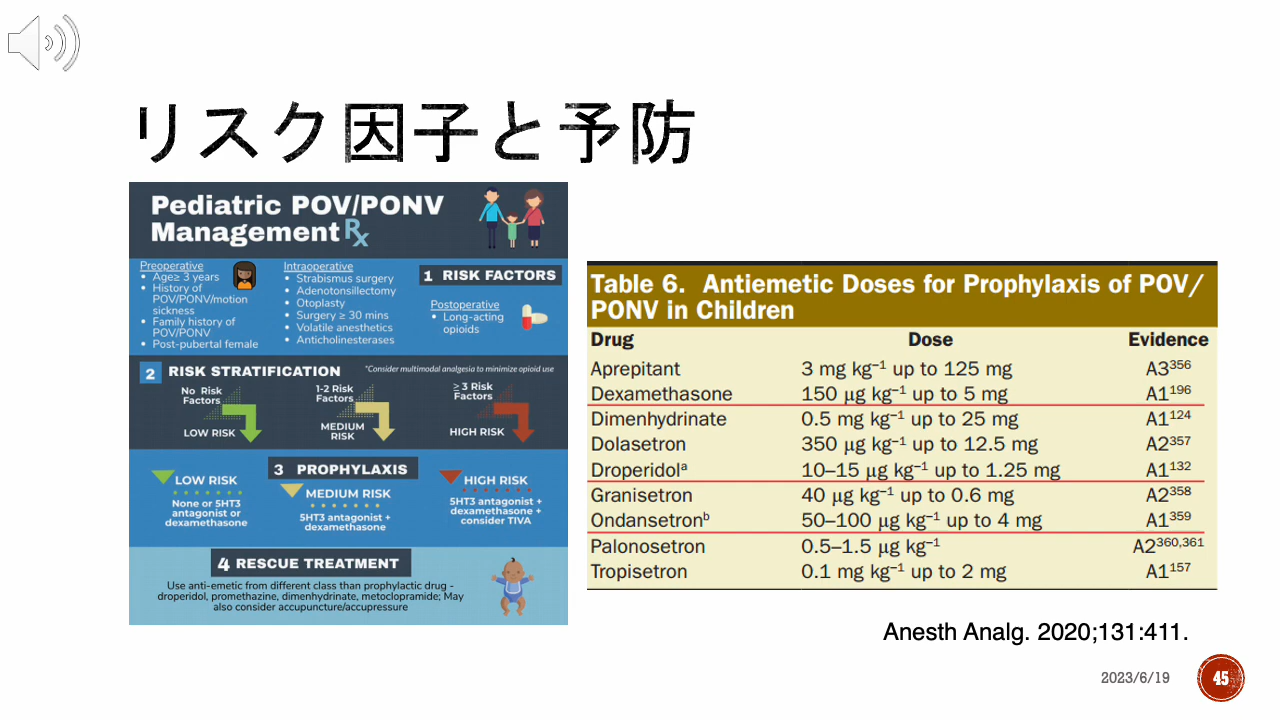 リスク因子と予防
Pediatric POV/PONV
Management Rx
Preoperative
• Age≥ 3 years
• History of
POV/PONV/motion
sickness
• Family history of
POV/PONV
• Post-pubertal female
Intraoperative
• Strabismus surgery
• Adenotonsillectomy
• Otoplasty
• Surgery ≥ 30 mins
• Volatile anesthetics
• Anticholinesterases
1 RISK FACTORS
Postoperative
• Long-acting
opioids
2 RISK STRATIFICATION
*Consider multimodal analgesia to minimize opioid use
No Risk
Factors
LOW RISK
1-2 Risk
Factors
MEDIUM
RISK
≥ 3 Risk
Factors
HIGH RISK
3 PROPHYLAXIS
LOW RISK
None or 5HT3
antagonist or
dexamethasone
MEDIUM RISK
5HT3 antagonist +
dexamethasone
HIGH RISK
5HT3 antagonist +
dexamethasone +
consider TIVA
4 RESCUE TREATMENT
Use anti-emetic from different class than prophylactic drug -
droperidol, promethazine, dimenhydrinate, metoclopramide; May
also consider accupuncture/accupressure
Table 6. Antiemetic Doses for Prophylaxis of POV/
PONV in Children
Drug Dose Evidence
Aprepitant 3 mg kg⁻¹ up to 125 mg A3³⁵⁶
Dexamethasone 150 μg kg⁻¹ up to 5 mg A1¹⁹⁶
Dimenhydrinate 0.5 mg kg⁻¹ up to 25 mg A1¹²⁴
Dolasetron 350 μg kg⁻¹ up to 12.5 mg A2³⁵⁷
Droperidolᵃ 10–15 μg kg⁻¹ up to 1.25 mg A1¹³²
Granisetron 40 μg kg⁻¹ up to 0.6 mg A2³⁵⁸
Ondansetronᵇ 50–100 μg kg⁻¹ up to 4 mg A1³⁵⁹
Palonosetron 0.5–1.5 μg kg⁻¹ A2³⁶⁰,³⁶¹
Tropisetron 0.1 mg kg⁻¹ up to 2 mg A1¹⁵⁷
Anesth Analg. 2020;131:411.
2023/6/19
45